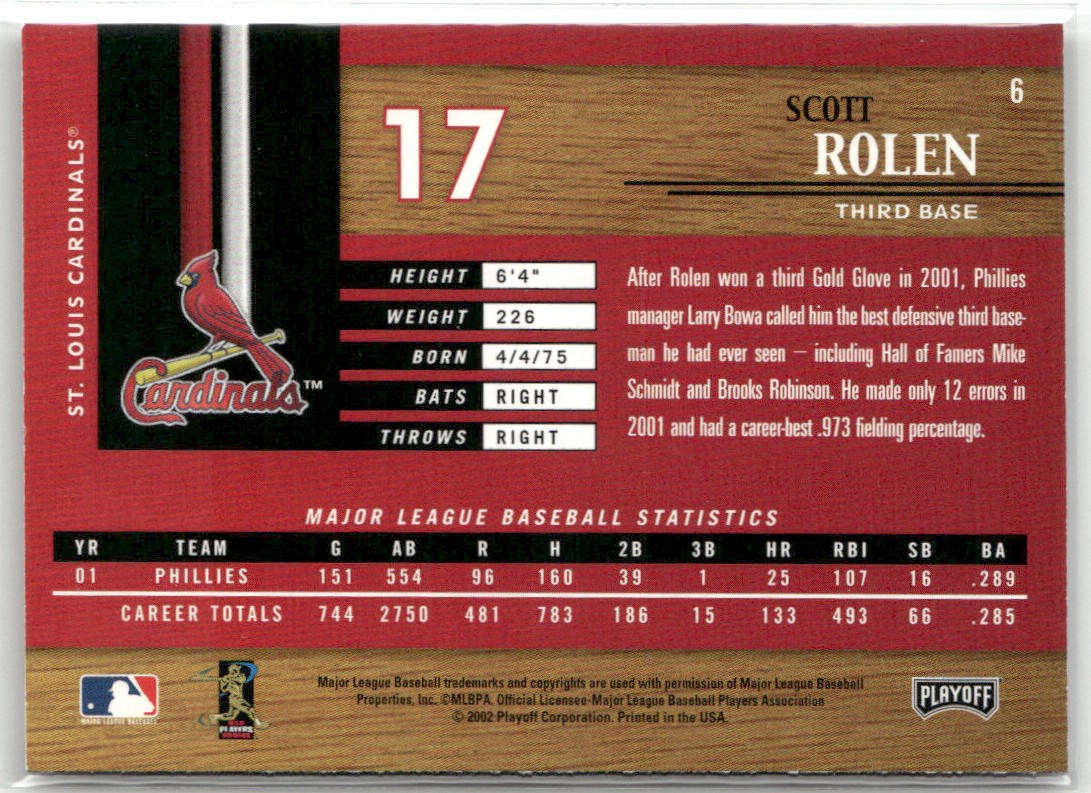 6
17
SCOTT
ROLEN
THIRD BASE
ST. LOUIS CARDINALS®
Cardinals™
HEIGHT 6'4"
WEIGHT 226
BORN 4/4/75
BATS RIGHT
THROWS RIGHT
After Rolen won a third Gold Glove in 2001, Phillies
manager Larry Bowa called him the best defensive third base-
man he had ever seen — including Hall of Famers Mike
Schmidt and Brooks Robinson. He made only 12 errors in
2001 and had a career-best .973 fielding percentage.
MAJOR LEAGUE BASEBALL STATISTICS
YR TEAM G AB R H 2B 3B HR RBI SB BA
01 PHILLIES 151 554 96 160 39 1 25 107 16 .289
CAREER TOTALS 744 2750 481 783 186 15 133 493 66 .285
MAJOR LEAGUE BASEBALL
PLAYERS
Major League Baseball trademarks and copyrights are used with permission of Major League Baseball
Properties, Inc. ©MLBPA. Official Licensee-Major League Baseball Players Association
© 2002 Playoff Corporation. Printed in the USA.
PLAYOFF